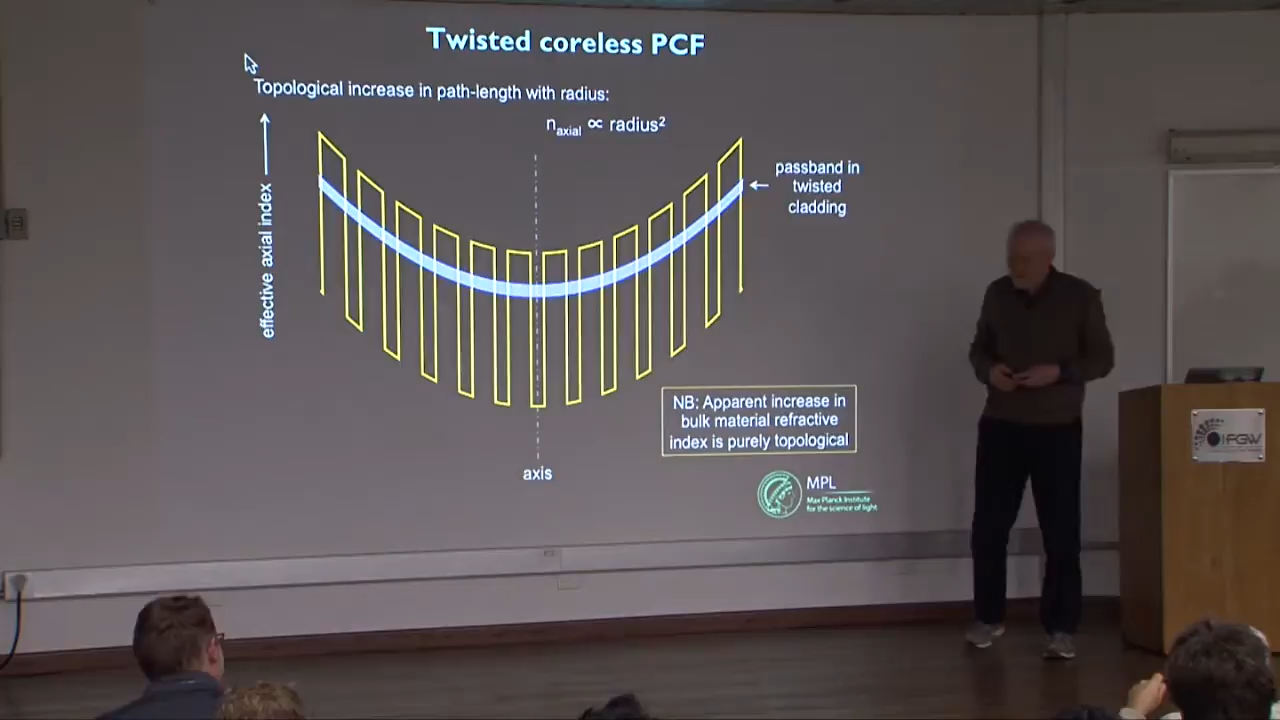 Twisted coreless PCF
Topological increase in path-length with radius:
n_axial ∝ radius²
effective axial index
passband in
twisted
cladding
NB: Apparent increase in
bulk material refractive
index is purely topological
axis
MPL
Max Planck Institute
for the science of light
IFGW